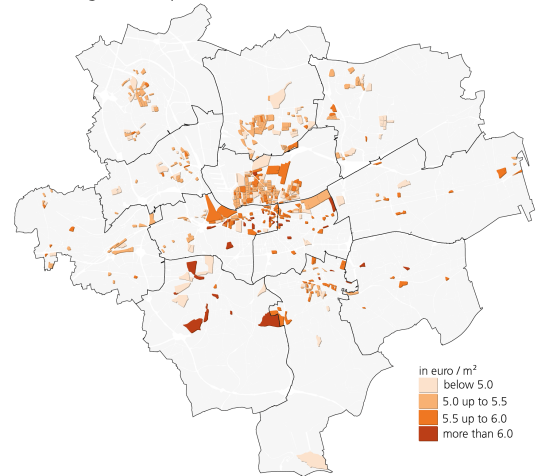 in euro / m²
below 5.0
5.0 up to 5.5
5.5 up to 6.0
more than 6.0